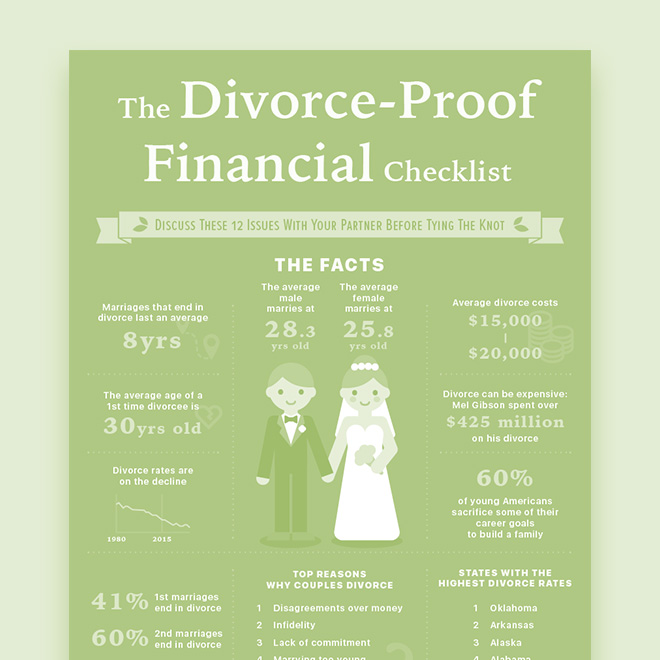 The Divorce-Proof
Financial Checklist
Discuss These 12 Issues With Your Partner Before Tying The Knot
THE FACTS
Marriages that end in
divorce last an average
8yrs
The average age of a
1st time divorcee is
30yrs old
Divorce rates are
on the decline
1980 2015
The average
male
marries at
28.3
yrs old
The average
female
marries at
25.8
yrs old
Average divorce costs
$15,000
$20,000
Divorce can be expensive:
Mel Gibson spent over
$425 million
on his divorce
60%
of young Americans
sacrifice some of their
career goals
to build a family
41% 1st marriages
end in divorce
60% 2nd marriages
end in divorce
TOP REASONS
WHY COUPLES DIVORCE
1 Disagreements over money
2 Infidelity
3 Lack of commitment
4 Marrying too young
STATES WITH THE
HIGHEST DIVORCE RATES
1 Oklahoma
2 Arkansas
3 Alaska
4 Alabama